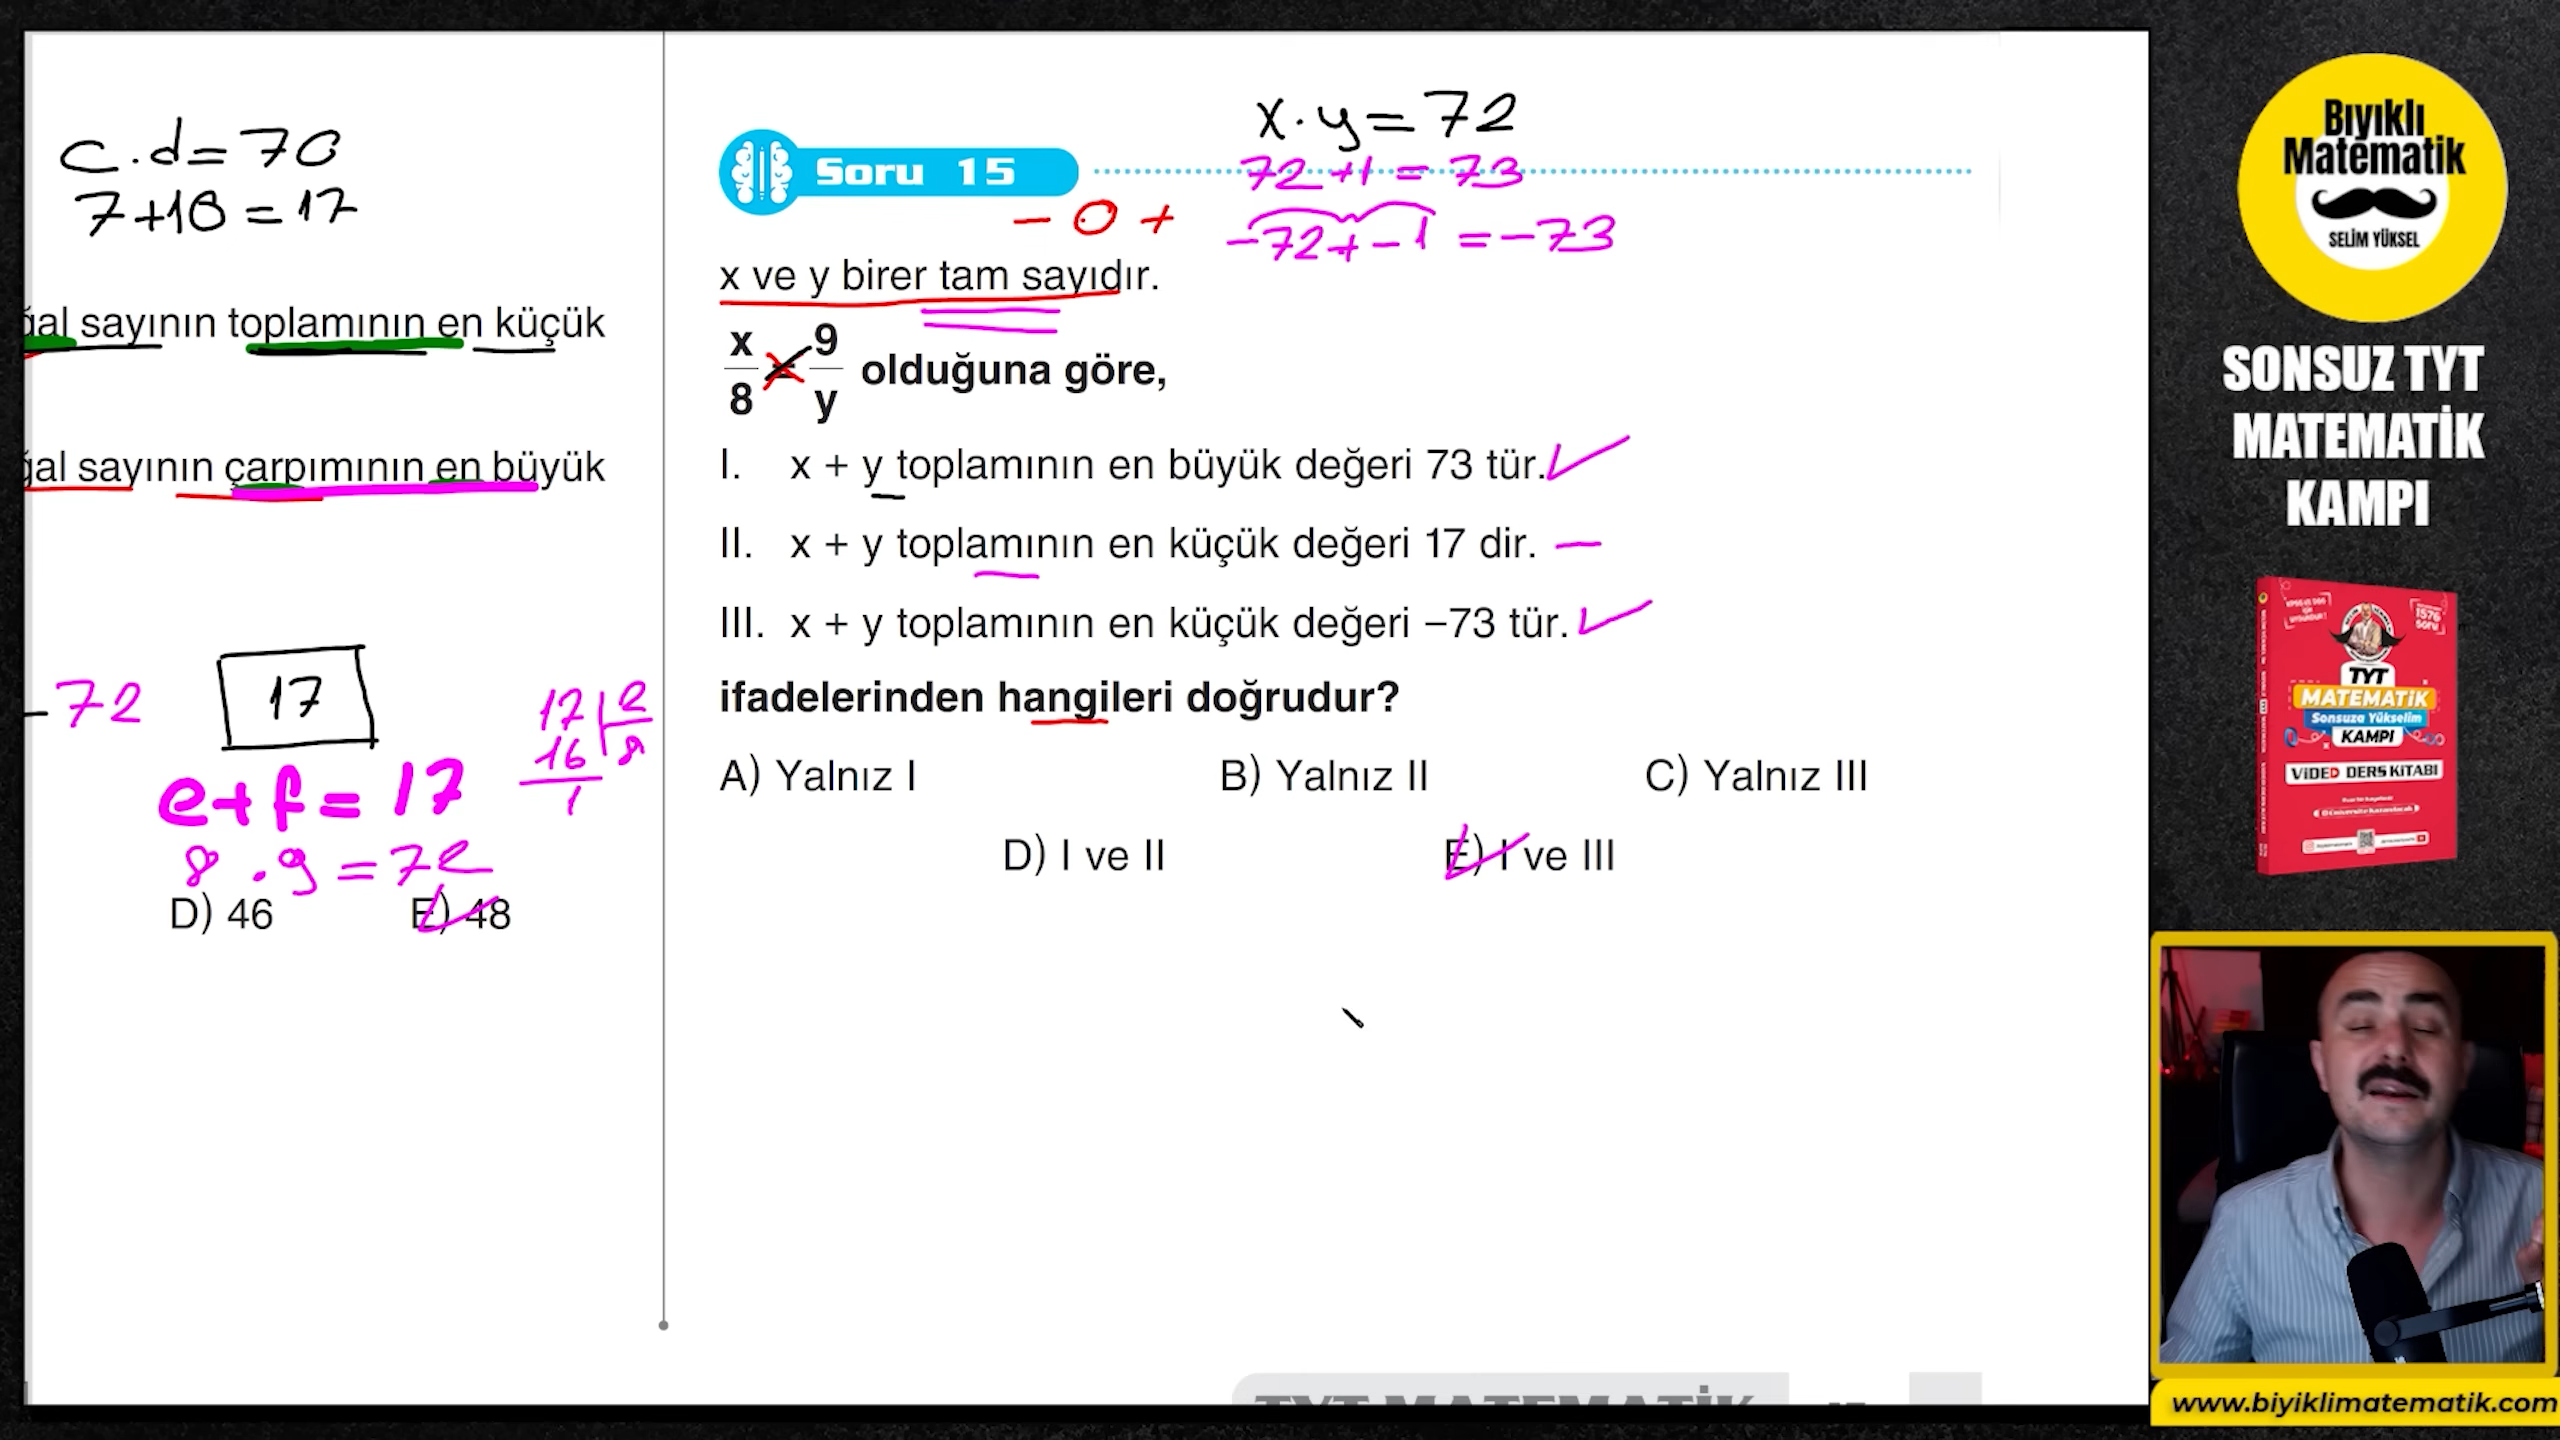 c.d=70
7+10=17
ğal sayının toplamının en küçük
ğal sayının çarpımının en büyük
-72
17
17 2
16 8
1
e+f=17
8.9=72
D) 46 E) 48
x.y=72
Soru 15
72+1=73
- 0 +
-72+-1=-73
x ve y birer tam sayıdır.
x/8 = 9/y olduğuna göre,
I. x + y toplamının en büyük değeri 73 tür.
II. x + y toplamının en küçük değeri 17 dir.
III. x + y toplamının en küçük değeri –73 tür.
ifadelerinden hangileri doğrudur?
A) Yalnız I B) Yalnız II C) Yalnız III
D) I ve II E) I ve III
TYT MATEMATİK
Bıyıklı
Matematik
SELİM YÜKSEL
SONSUZ TYT
MATEMATİK
KAMPI
1576
TYT
MATEMATİK
Sonsuza Yükselim
KAMPI
VİDEO DERS KİTABI
www.biyiklimatematik.com